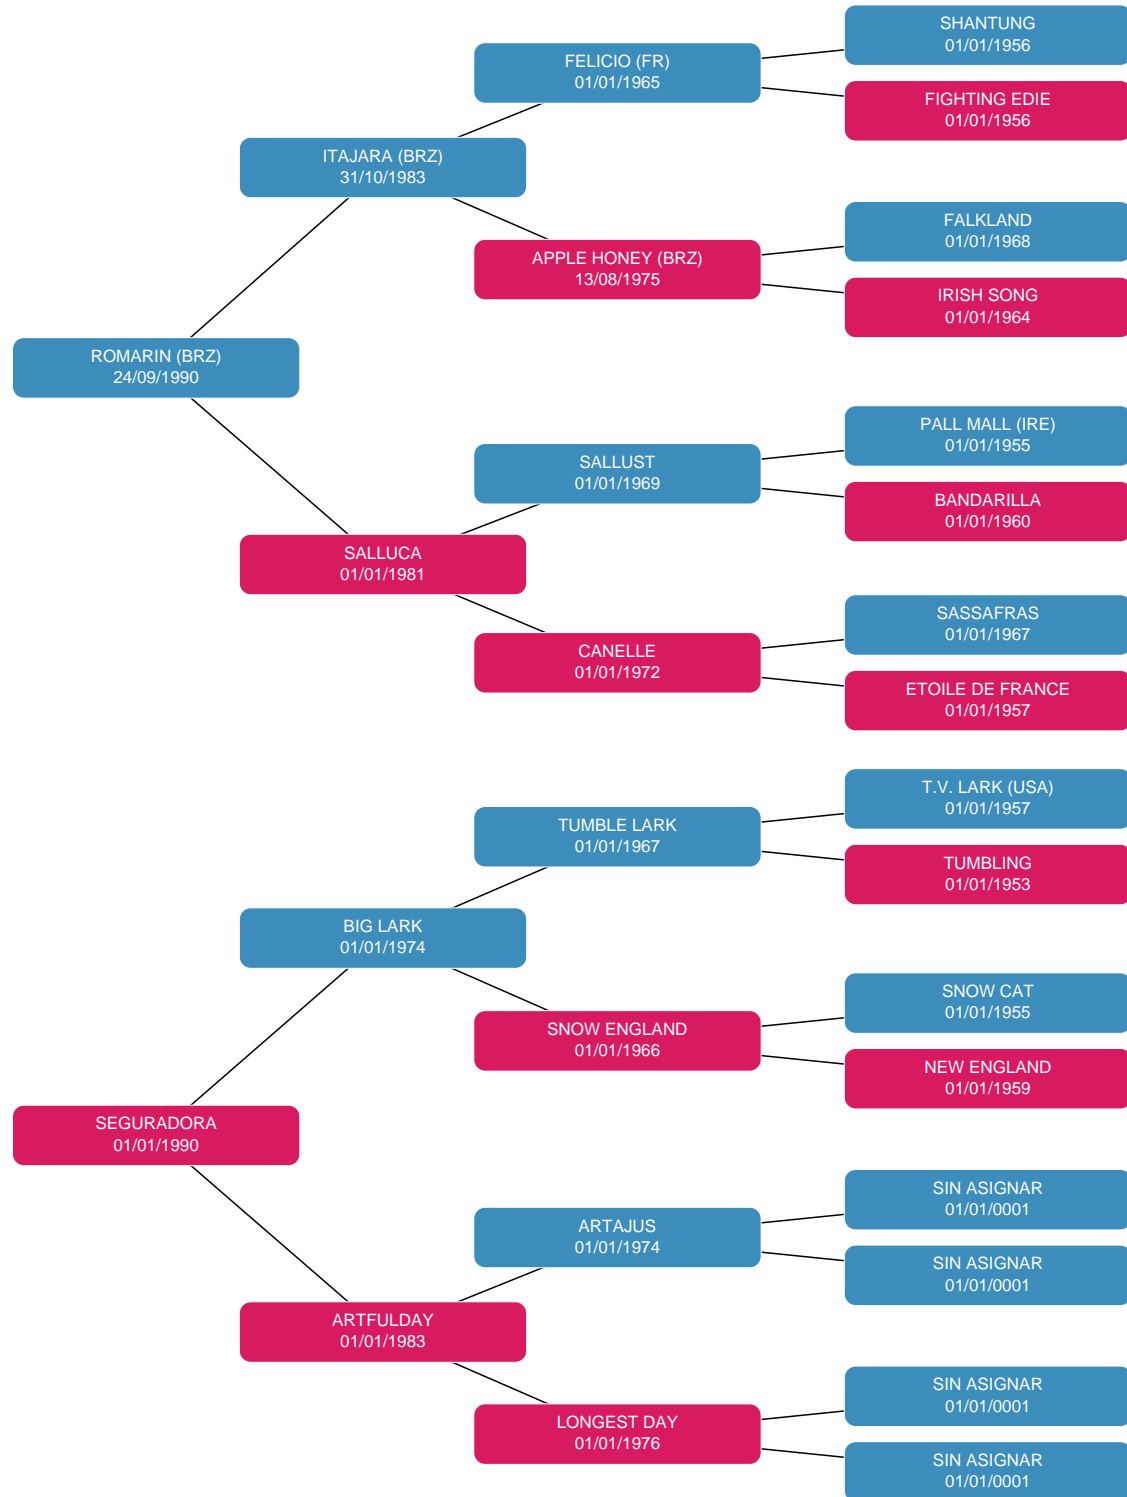 SHANTUNG
01/01/1956
FELICIO (FR)
01/01/1965
FIGHTING EDIE
01/01/1956
ITAJARA (BRZ)
31/10/1983
FALKLAND
01/01/1968
APPLE HONEY (BRZ)
13/08/1975
IRISH SONG
01/01/1964
ROMARIN (BRZ)
24/09/1990
PALL MALL (IRE)
01/01/1955
SALLUST
01/01/1969
BANDARILLA
01/01/1960
SALLUCA
01/01/1981
SASSAFRAS
01/01/1967
CANELLE
01/01/1972
ETOILE DE FRANCE
01/01/1957
T.V. LARK (USA)
01/01/1957
TUMBLE LARK
01/01/1967
TUMBLING
01/01/1953
BIG LARK
01/01/1974
SNOW CAT
01/01/1955
SNOW ENGLAND
01/01/1966
NEW ENGLAND
01/01/1959
SEGURADORA
01/01/1990
SIN ASIGNAR
01/01/0001
ARTAJUS
01/01/1974
SIN ASIGNAR
01/01/0001
ARTFULDAY
01/01/1983
SIN ASIGNAR
01/01/0001
LONGEST DAY
01/01/1976
SIN ASIGNAR
01/01/0001